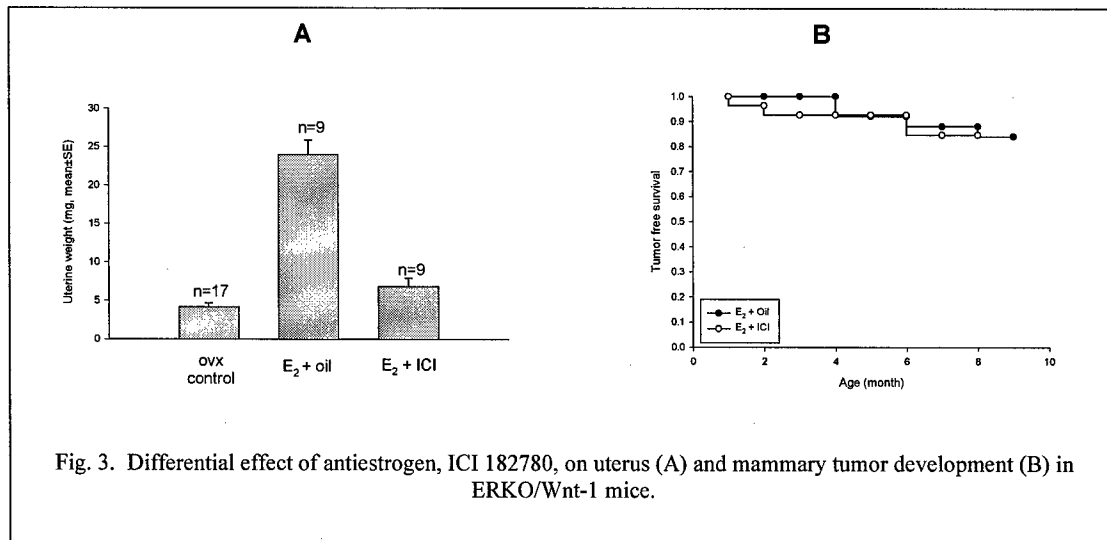 A
B
30
25
20
15
10
5
0
Uterine weight (mg, mean±SE)
n=17
n=9
n=9
ovx
control
E₂ + oil
E₂ + ICI
1.0
0.9
0.8
0.7
0.6
0.5
0.4
0.3
0.2
0.1
0.0
Tumor free survival
E₂ + Oil
E₂ + ICI
0
2
4
6
8
10
Age (month)
Fig. 3. Differential effect of antiestrogen, ICI 182780, on uterus (A) and mammary tumor development (B) in
ERKO/Wnt-1 mice.